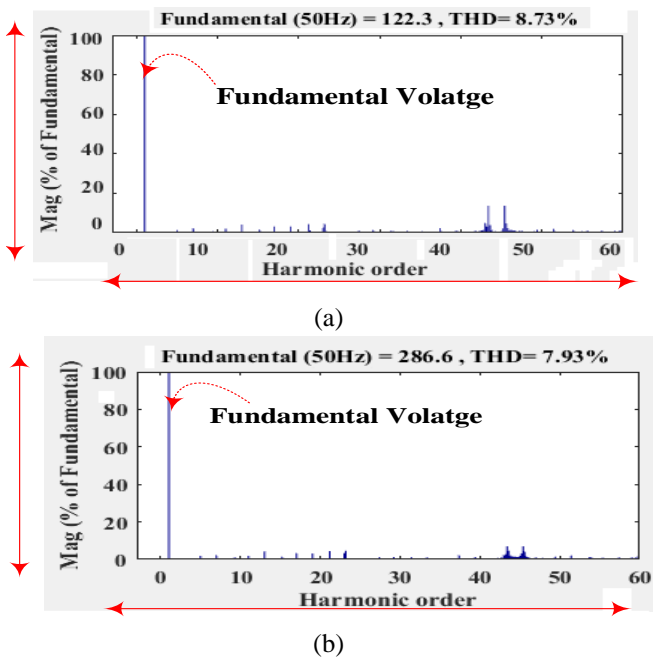 Fundamental (50Hz) = 122.3 , THD= 8.73%
100
80
60
40
20
0
Mag (% of Fundamental)
Fundamental Volatge
0 10 20 30 40 50 60
Harmonic order
(a)
Fundamental (50Hz) = 286.6 , THD= 7.93%
100
80
60
40
20
0
Mag (% of Fundamental)
Fundamental Volatge
0 10 20 30 40 50 60
Harmonic order
(b)